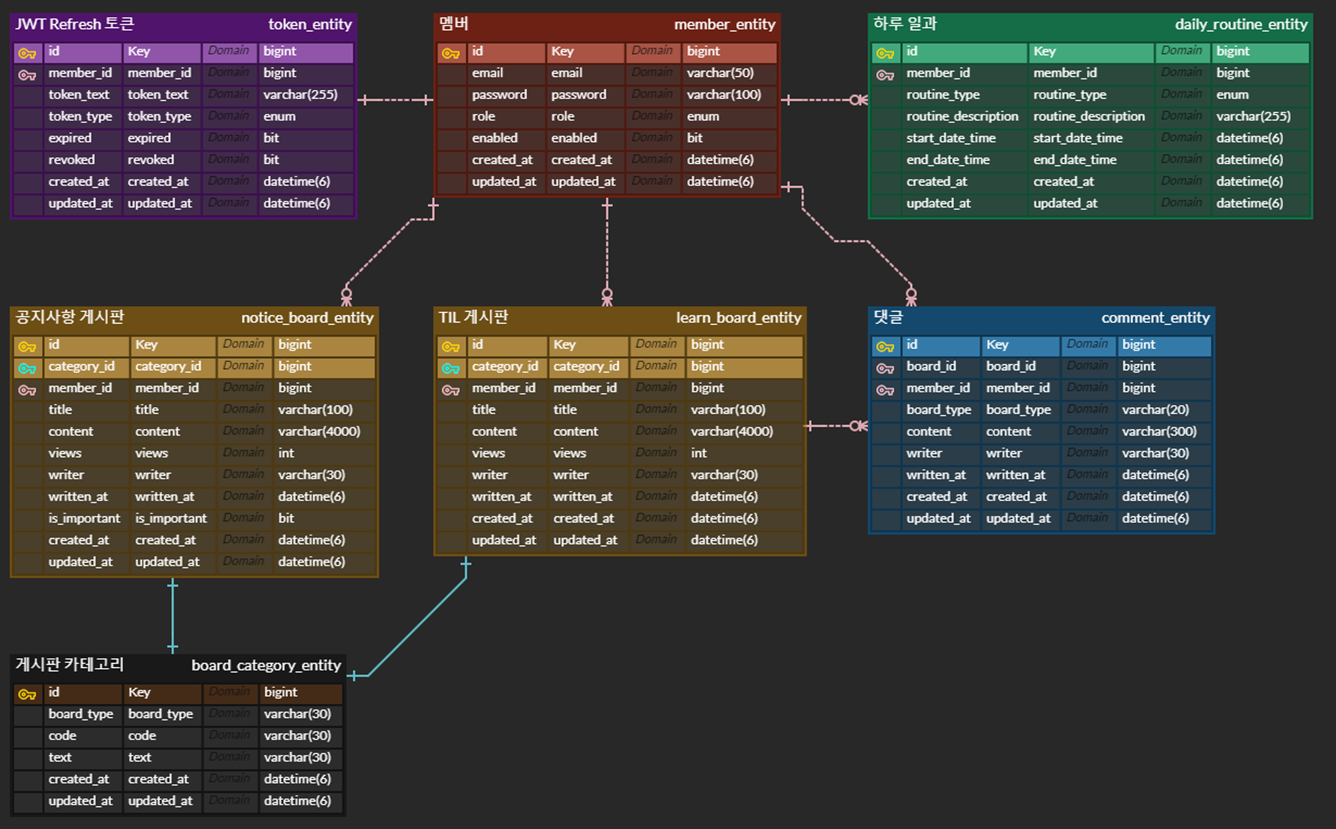 JWT Refresh 토큰 token_entity
id Key Domain bigint
member_id member_id Domain bigint
token_text token_text Domain varchar(255)
token_type token_type Domain enum
expired expired Domain bit
revoked revoked Domain bit
created_at created_at Domain datetime(6)
updated_at updated_at Domain datetime(6)
멤버 member_entity
id Key Domain bigint
email email Domain varchar(50)
password password Domain varchar(100)
role role Domain enum
enabled enabled Domain bit
created_at created_at Domain datetime(6)
updated_at updated_at Domain datetime(6)
하루 일과 daily_routine_entity
id Key Domain bigint
member_id member_id Domain bigint
routine_type routine_type Domain enum
routine_description routine_description Domain varchar(255)
start_date_time start_date_time Domain datetime(6)
end_date_time end_date_time Domain datetime(6)
created_at created_at Domain datetime(6)
updated_at updated_at Domain datetime(6)
공지사항 게시판 notice_board_entity
id Key Domain bigint
category_id category_id Domain bigint
member_id member_id Domain bigint
title title Domain varchar(100)
content content Domain varchar(4000)
views views Domain int
writer writer Domain varchar(30)
written_at written_at Domain datetime(6)
is_important is_important Domain bit
created_at created_at Domain datetime(6)
updated_at updated_at Domain datetime(6)
TIL 게시판 learn_board_entity
id Key Domain bigint
category_id category_id Domain bigint
member_id member_id Domain bigint
title title Domain varchar(100)
content content Domain varchar(4000)
views views Domain int
writer writer Domain varchar(30)
written_at written_at Domain datetime(6)
created_at created_at Domain datetime(6)
updated_at updated_at Domain datetime(6)
댓글 comment_entity
id Key Domain bigint
board_id board_id Domain bigint
member_id member_id Domain bigint
board_type board_type Domain varchar(20)
content content Domain varchar(300)
writer writer Domain varchar(30)
written_at written_at Domain datetime(6)
created_at created_at Domain datetime(6)
updated_at updated_at Domain datetime(6)
게시판 카테고리 board_category_entity
id Key Domain bigint
board_type board_type Domain varchar(30)
code code Domain varchar(30)
text text Domain varchar(30)
created_at created_at Domain datetime(6)
updated_at updated_at Domain datetime(6)